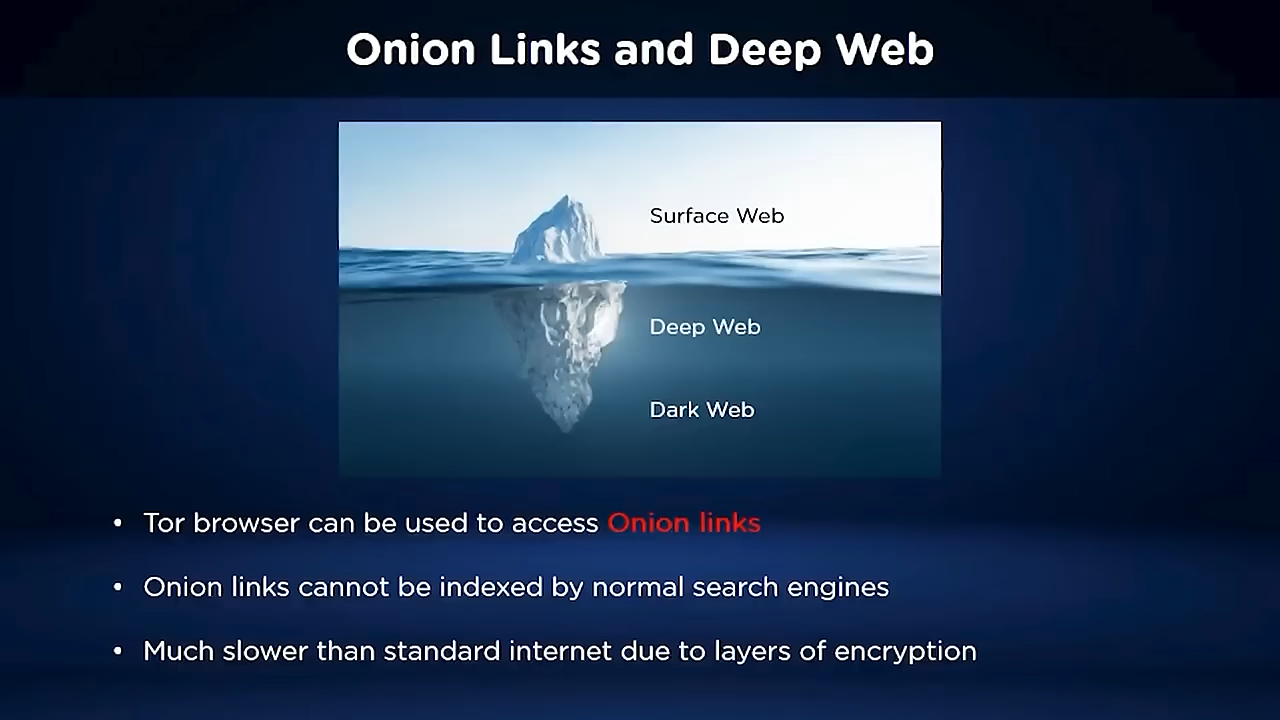 Onion Links and Deep Web
Surface Web
Deep Web
Dark Web
• Tor browser can be used to access Onion links
• Onion links cannot be indexed by normal search engines
• Much slower than standard internet due to layers of encryption